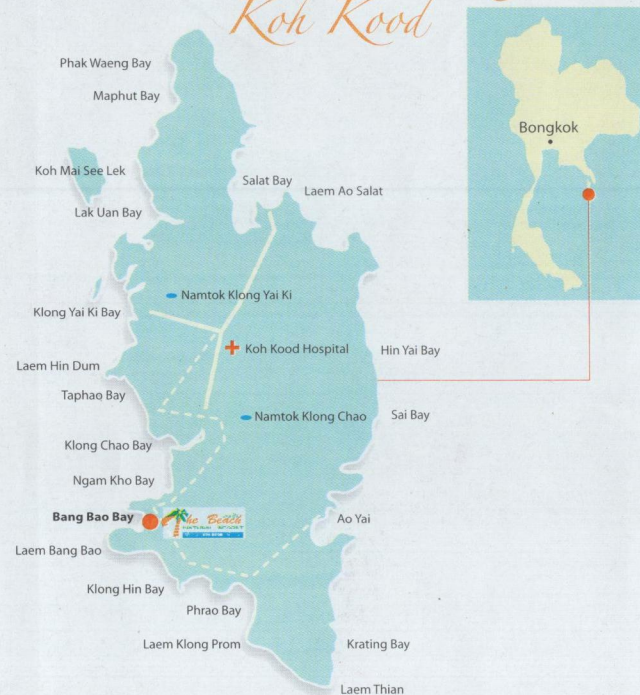 Koh Kood
Phak Waeng Bay
Maphut Bay
Bongkok
Koh Mai See Lek
Salat Bay
Laem Ao Salat
Lak Uan Bay
Namtok Klong Yai Ki
Klong Yai Ki Bay
Koh Kood Hospital
Hin Yai Bay
Laem Hin Dum
Taphao Bay
Namtok Klong Chao
Sai Bay
Klong Chao Bay
Ngam Kho Bay
Bang Bao Bay
The Beach
Ao Yai
Laem Bang Bao
Klong Hin Bay
Phrao Bay
Laem Klong Prom
Krating Bay
Laem Thian